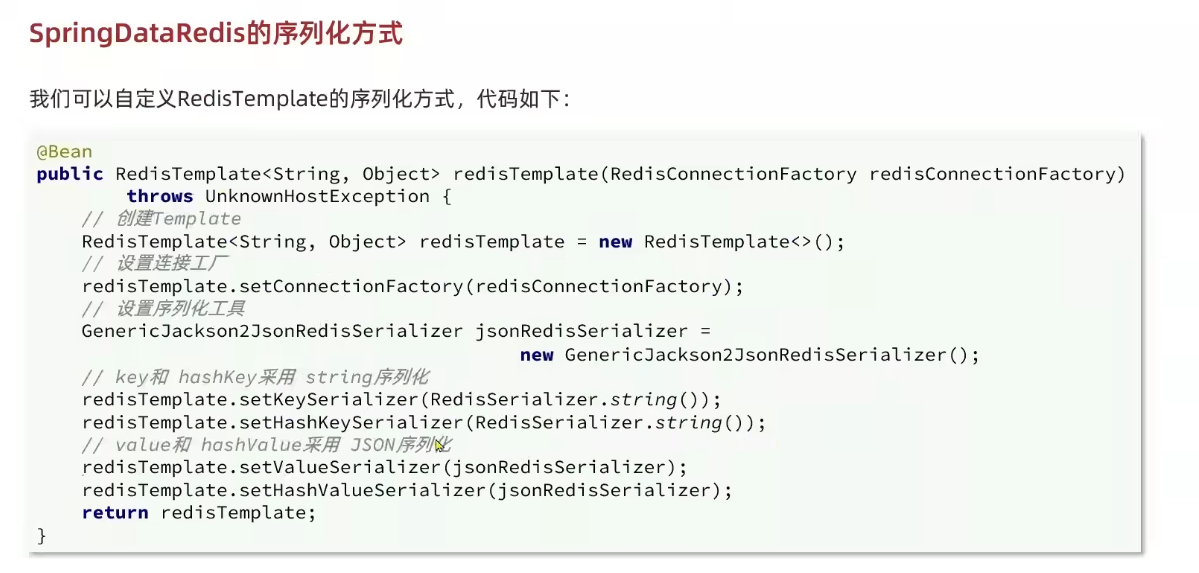 SpringDataRedis的序列化方式
我们可以自定义RedisTemplate的序列化方式，代码如下：
@Bean
public RedisTemplate<String, Object> redisTemplate(RedisConnectionFactory redisConnectionFactory)
        throws UnknownHostException {
    // 创建Template
    RedisTemplate<String, Object> redisTemplate = new RedisTemplate<>();
    // 设置连接工厂
    redisTemplate.setConnectionFactory(redisConnectionFactory);
    // 设置序列化工具
    GenericJackson2JsonRedisSerializer jsonRedisSerializer =
                                        new GenericJackson2JsonRedisSerializer();
    // key和 hashKey采用 string序列化
    redisTemplate.setKeySerializer(RedisSerializer.string());
    redisTemplate.setHashKeySerializer(RedisSerializer.string());
    // value和 hashValue采用 JSON序列化
    redisTemplate.setValueSerializer(jsonRedisSerializer);
    redisTemplate.setHashValueSerializer(jsonRedisSerializer);
    return redisTemplate;
}